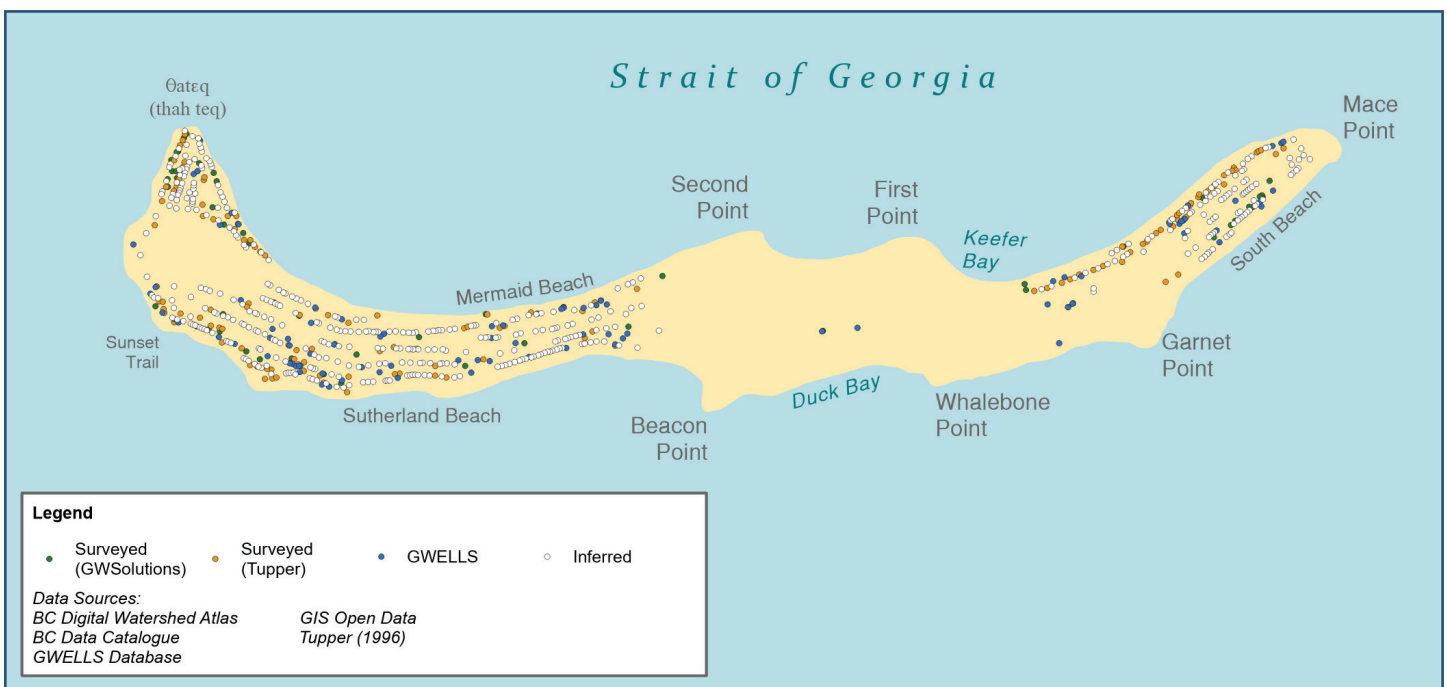 Strait of Georgia
θatεq
(thah teq)
Mace
Point
Second
Point
First
Point
Keefer
Bay
South Beach
Mermaid Beach
Sunset
Trail
Garnet
Point
Duck Bay
Sutherland Beach
Whalebone
Point
Beacon
Point
Legend
Surveyed
(GWSolutions)
Surveyed
(Tupper)
GWELLS
Inferred
Data Sources:
BC Digital Watershed Atlas
BC Data Catalogue
GWELLS Database
GIS Open Data
Tupper (1996)